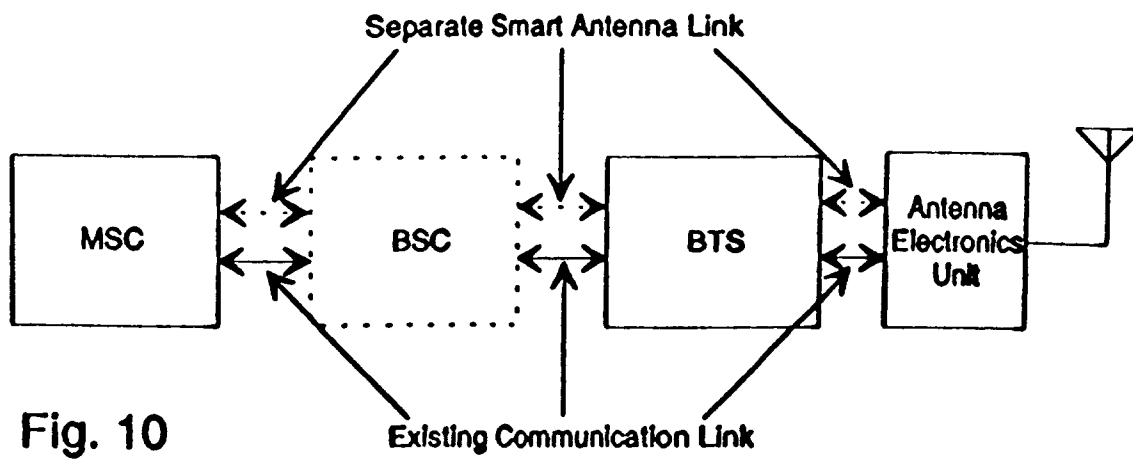 Separate Smart Antenna Link
MSC
BSC
BTS
Antenna
Electronics
Unit
Existing Communication Link
Fig. 10